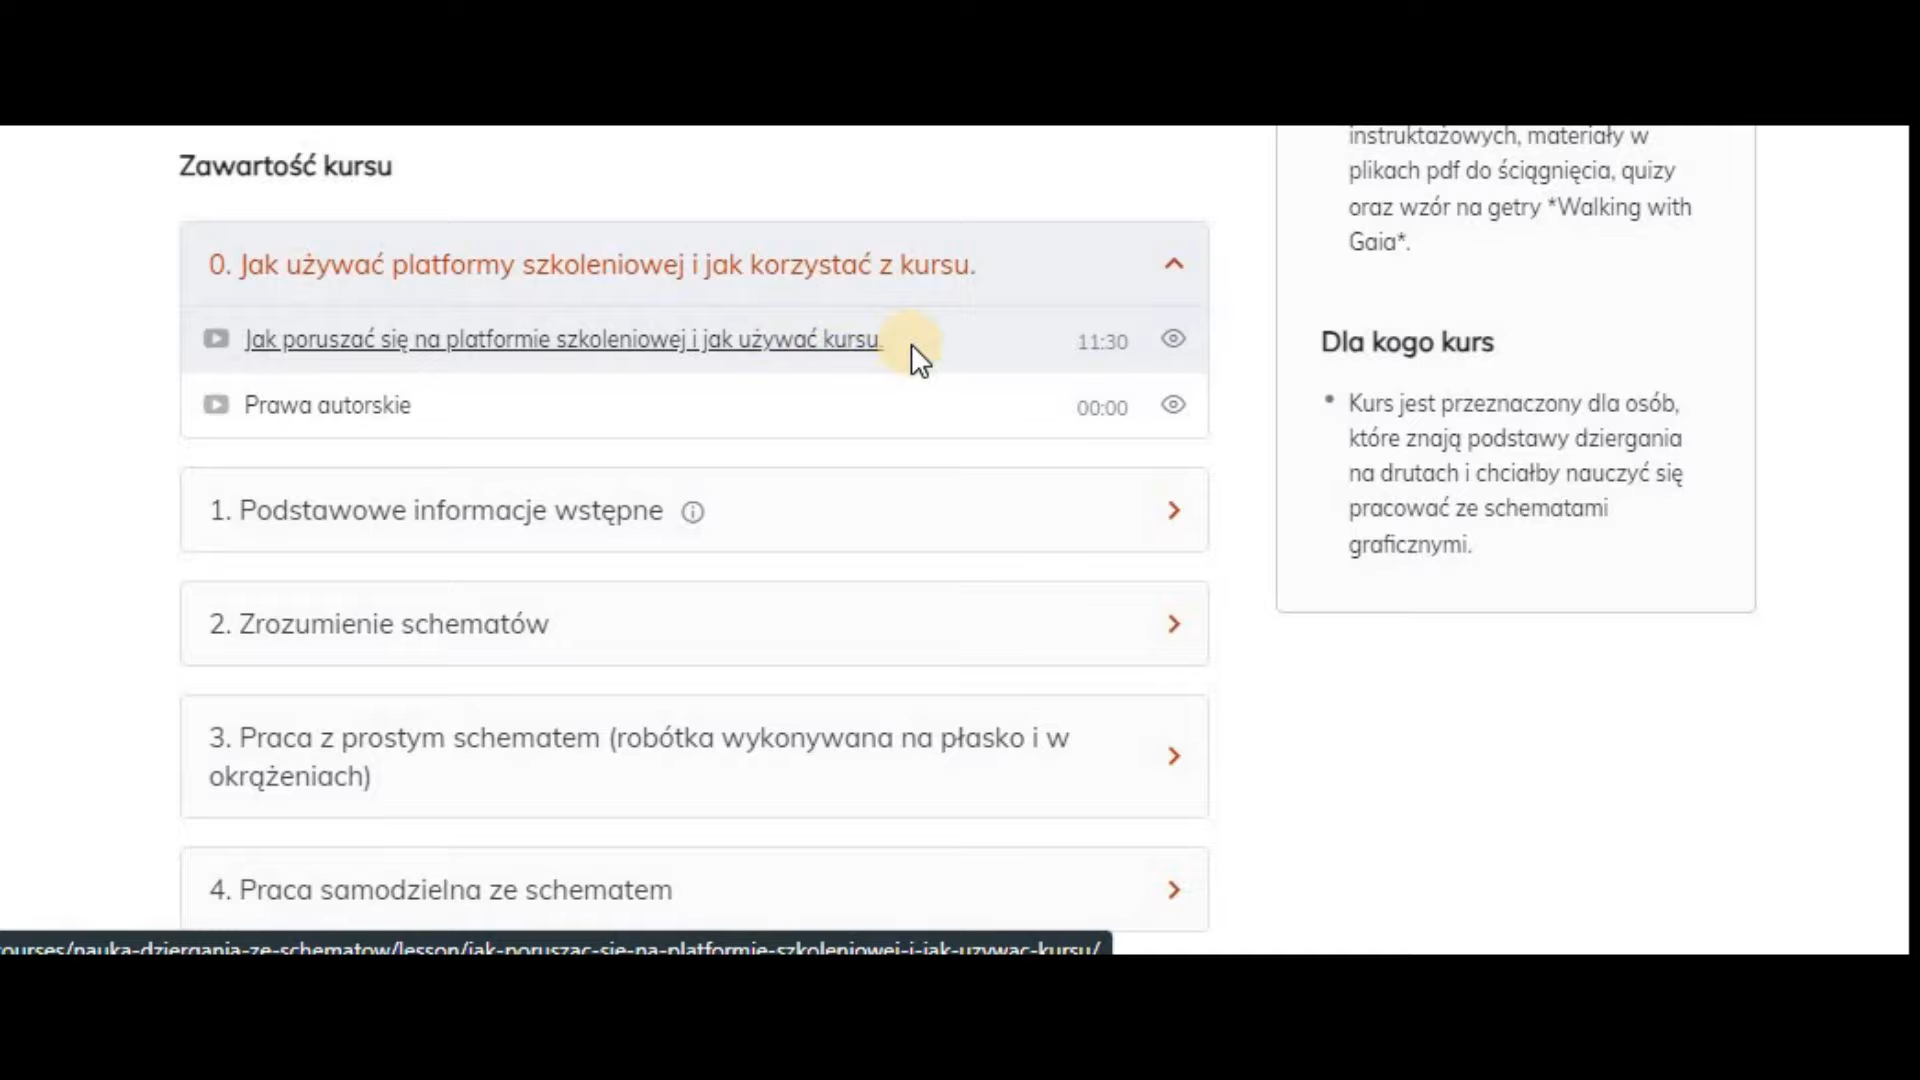 Zawartość kursu
0. Jak używać platformy szkoleniowej i jak korzystać z kursu.
Jak poruszać się na platformie szkoleniowej i jak używać kursu.
11:30
Prawa autorskie
00:00
1. Podstawowe informacje wstępne
2. Zrozumienie schematów
3. Praca z prostym schematem (robótka wykonywana na płasko i w
okrążeniach)
4. Praca samodzielna ze schematem
instruktażowych, materiały w
plikach pdf do ściągnięcia, quizy
oraz wzór na getry *Walking with
Gaia*.
Dla kogo kurs
Kurs jest przeznaczony dla osób,
które znają podstawy dziergania
na drutach i chciałby nauczyć się
pracować ze schematami
graficznymi.
ourses/nauka-dziergania-ze-schematow/lesson/jak-poruszac-sie-na-platformie-szkoleniowej-i-jak-uzywac-kursu/